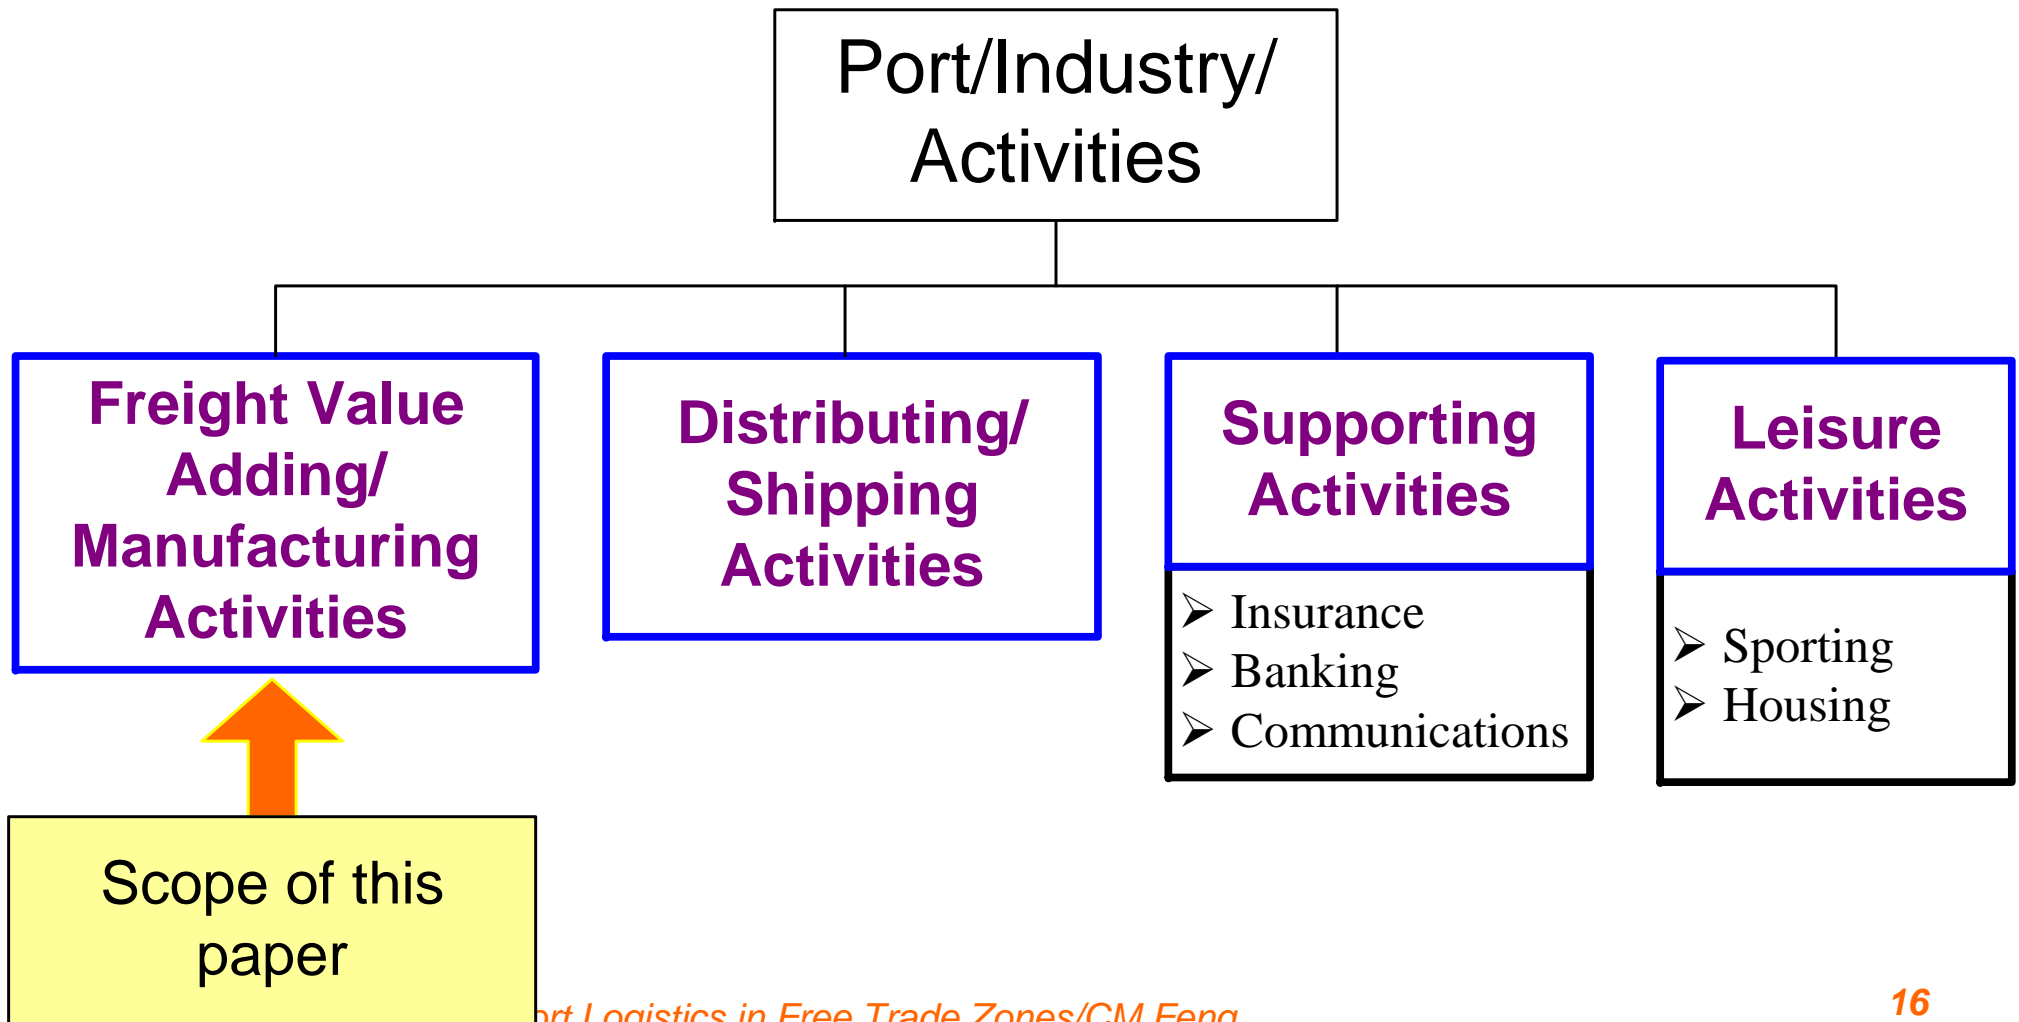 Port/Industry/
Activities
Freight Value
Adding/
Manufacturing
Activities
Distributing/
Shipping
Activities
Supporting
Activities
➢ Insurance
➢ Banking
➢ Communications
Leisure
Activities
➢ Sporting
➢ Housing
Scope of this
paper
Logistics in Free Trade Zones/CM Feng
16